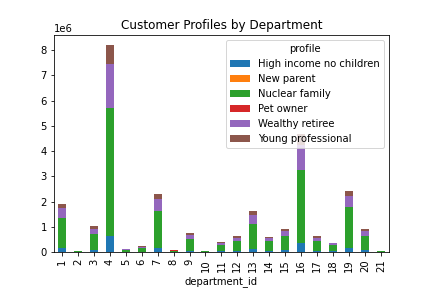 Customer Profiles by Department
1e6
profile
High income no children
New parent
Nuclear family
Pet owner
Wealthy retiree
Young professional
8
7
6
5
4
3
2
1
0
1 2 3 4 5 6 7 8 9 10 11 12 13 14 15 16 17 18 19 20 21
department_id